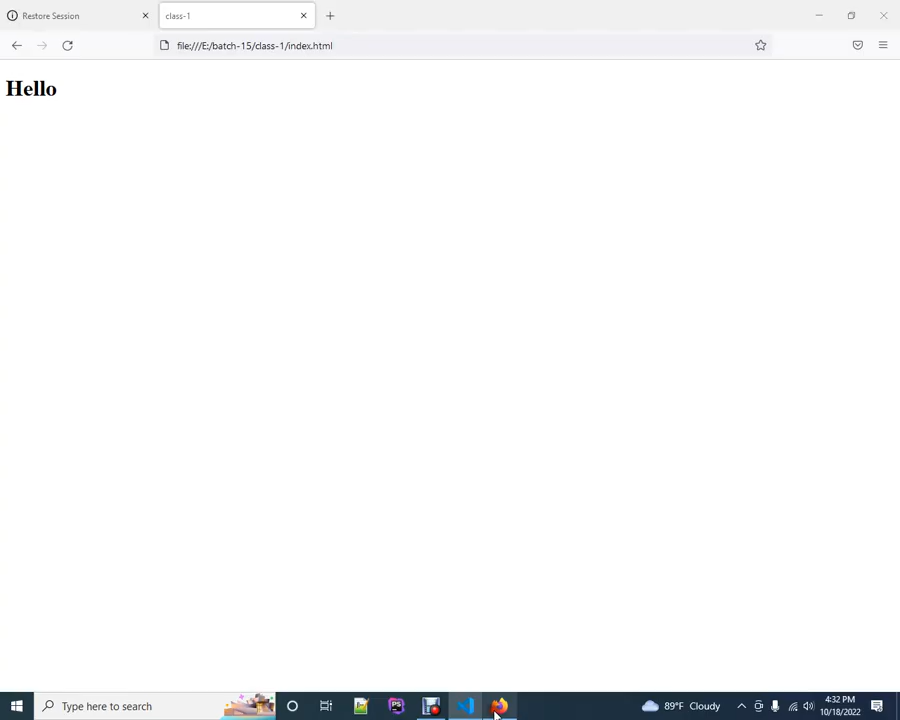 Restore Session
class-1
file:///E:/batch-15/class-1/index.html
Hello
Type here to search
PS
89°F Cloudy
4:32 PM
10/18/2022